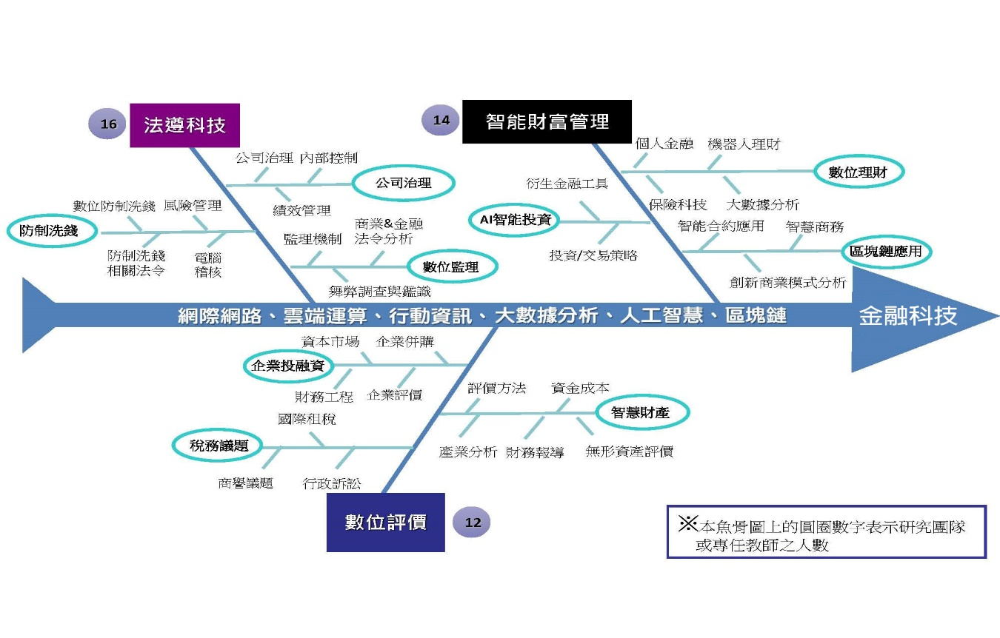 16
法遵科技
14
智能財富管理
公司治理
內部控制
公司治理
績效管理
數位防制洗錢
風險管理
防制洗錢
防制洗錢
相關法令
電腦
稽核
監理機制
商業&金融
法令分析
數位監理
舞弊調查與鑑識
個人金融
機器人理財
數位理財
保險科技
大數據分析
衍生金融工具
AI智能投資
投資/交易策略
智能合約應用
智慧商務
區塊鏈應用
創新商業模式分析
網際網路、雲端運算、行動資訊、大數據分析、人工智慧、區塊鏈
金融科技
資本市場
企業併購
企業投融資
財務工程
企業評價
國際租稅
稅務議題
商譽議題
行政訴訟
評價方法
資金成本
智慧財產
產業分析
財務報導
無形資產評價
數位評價
12
※本魚骨圖上的圓圈數字表示研究團隊
或專任教師之人數